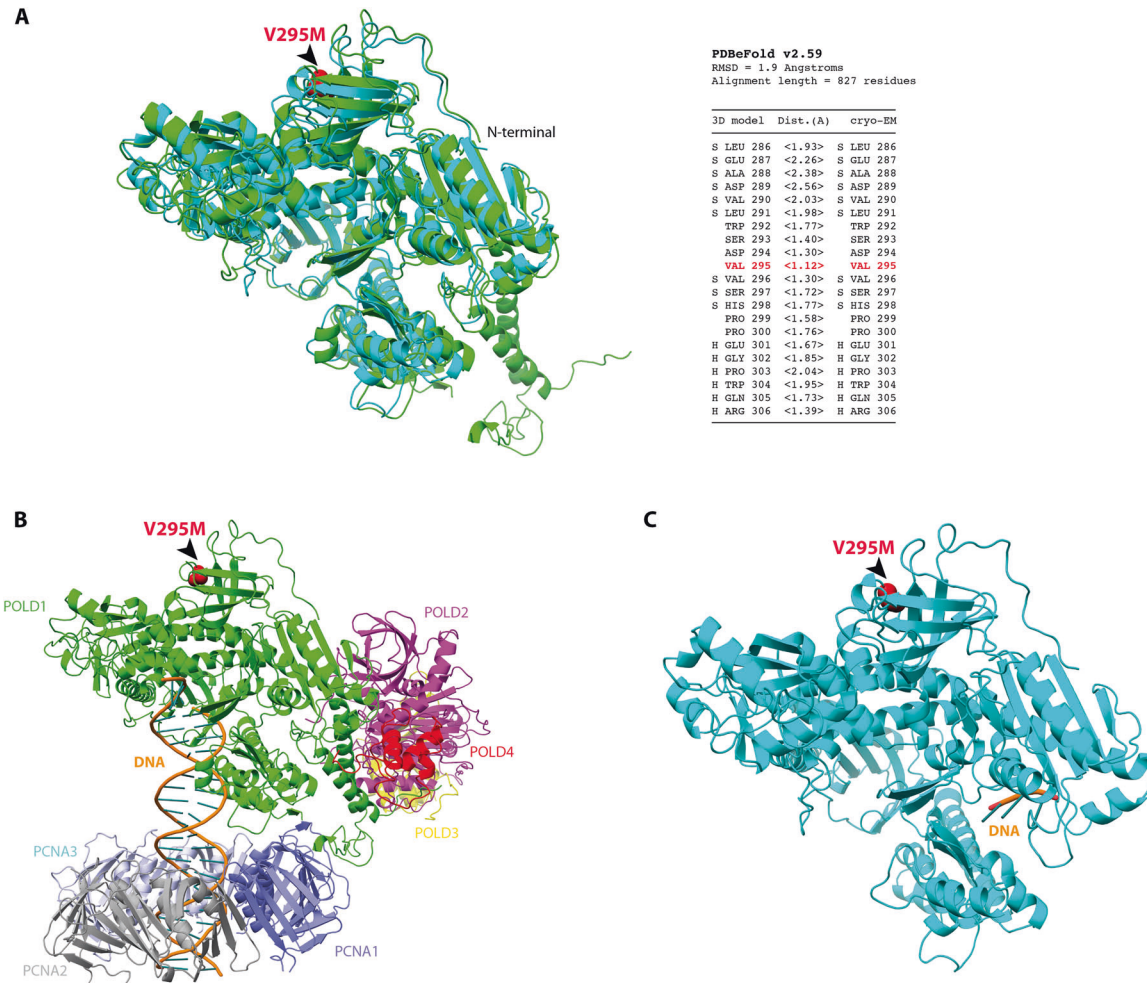 A
V295M
N-terminal
PDBeFold v2.59
RMSD = 1.9 Angstroms
Alignment length = 827 residues
3D model Dist.(A) cryo-EM
S LEU 286 <1.93> S LEU 286
S GLU 287 <2.26> S GLU 287
S ALA 288 <2.38> S ALA 288
S ASP 289 <2.56> S ASP 289
S VAL 290 <2.03> S VAL 290
S LEU 291 <1.98> S LEU 291
TRP 292 <1.77> TRP 292
SER 293 <1.40> SER 293
ASP 294 <1.30> ASP 294
VAL 295 <1.12> VAL 295
S VAL 296 <1.30> S VAL 296
S SER 297 <1.72> S SER 297
S HIS 298 <1.77> S HIS 298
PRO 299 <1.58> PRO 299
PRO 300 <1.76> PRO 300
H GLU 301 <1.67> H GLU 301
H GLY 302 <1.85> H GLY 302
H PRO 303 <2.04> H PRO 303
H TRP 304 <1.95> H TRP 304
H GLN 305 <1.73> H GLN 305
H ARG 306 <1.39> H ARG 306
B
V295M
POLD1
POLD2
POLD4
DNA
POLD3
PCNA3
PCNA1
PCNA2
C
V295M
DNA